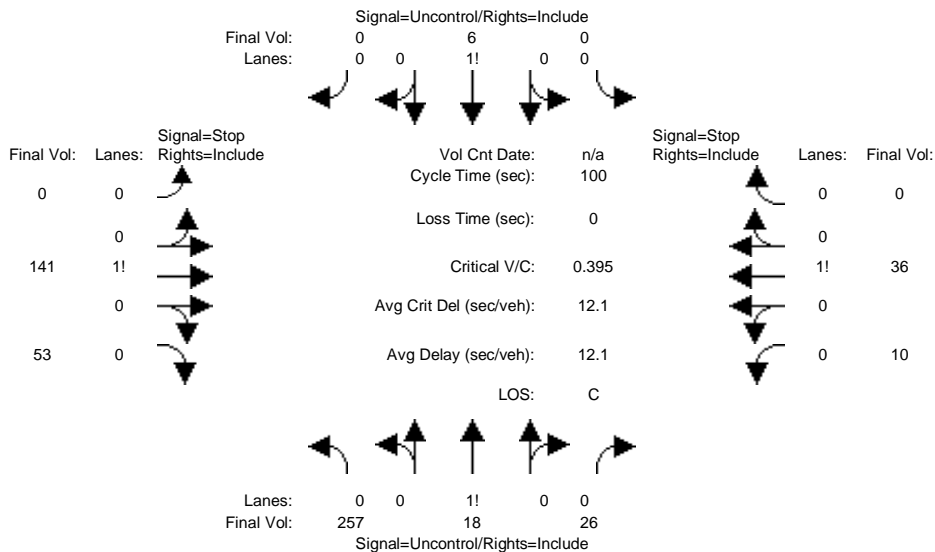 Signal=Uncontrol/Rights=Include
Final Vol: 0 6 0
Lanes: 0 0 1! 0 0
Signal=Stop Signal=Stop
Final Vol: Lanes: Rights=Include Vol Cnt Date: n/a Rights=Include Lanes: Final Vol:
Cycle Time (sec): 100
0 0 0 0
Loss Time (sec): 0
0 0
141 1! Critical V/C: 0.395 1! 36
0 Avg Crit Del (sec/veh): 12.1 0
53 0 Avg Delay (sec/veh): 12.1 0 10
LOS: C
Lanes: 0 0 1! 0 0
Final Vol: 257 18 26
Signal=Uncontrol/Rights=Include